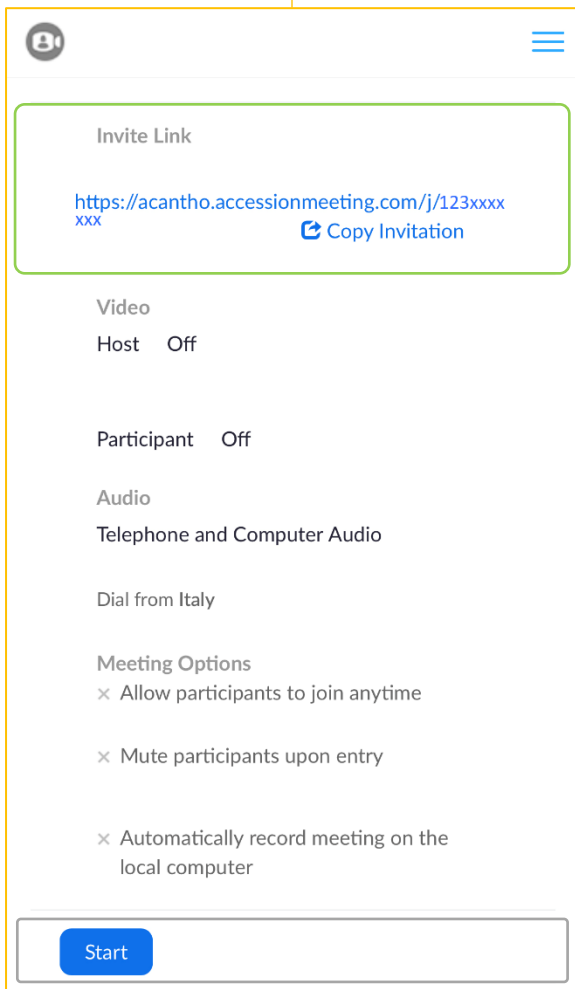 Invite Link
https://acantho.accessionmeeting.com/j/123xxxx
xxx
Copy Invitation
Video
Host Off
Participant Off
Audio
Telephone and Computer Audio
Dial from Italy
Meeting Options
× Allow participants to join anytime
× Mute participants upon entry
× Automatically record meeting on the
local computer
Start